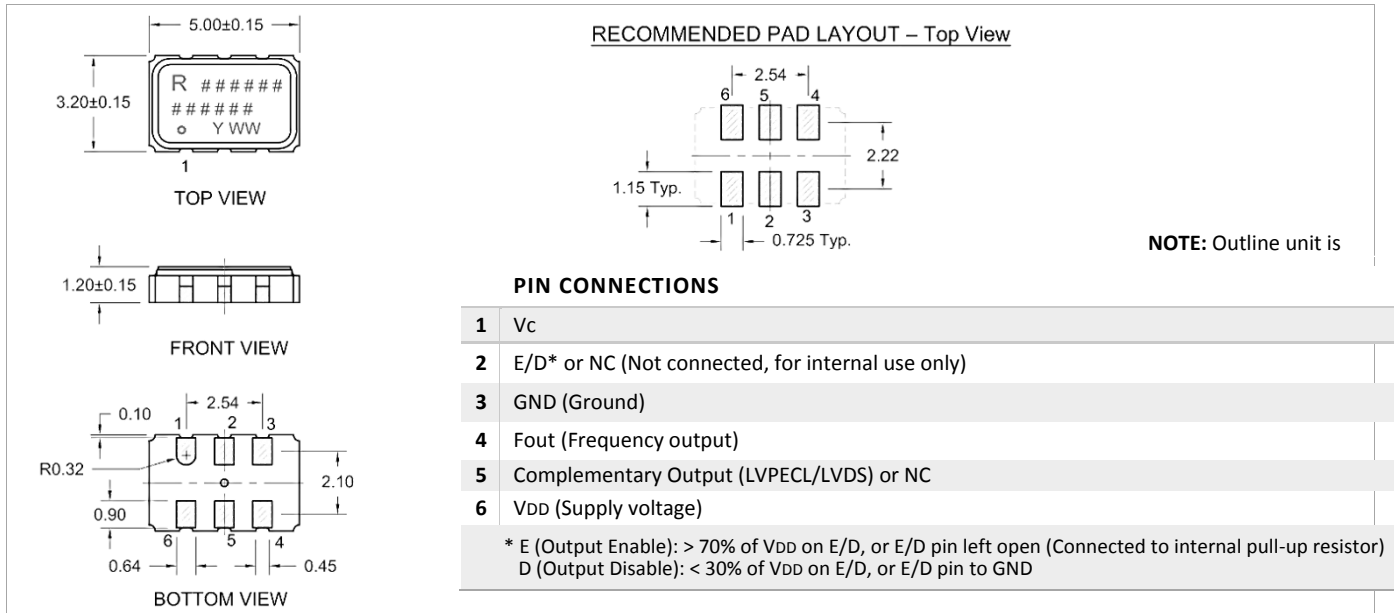 5.00±0.15
3.20±0.15
R ######
######
Y WW
1
TOP VIEW
1.20±0.15
FRONT VIEW
0.10
2.54
1 2 3
R0.32
2.10
0.90
6 5 4
0.64
0.45
BOTTOM VIEW
RECOMMENDED PAD LAYOUT – Top View
2.54
6 5 4
2.22
1.15 Typ.
1 2 3
0.725 Typ.
NOTE: Outline unit is
PIN CONNECTIONS
1 Vc
2 E/D* or NC (Not connected, for internal use only)
3 GND (Ground)
4 Fout (Frequency output)
5 Complementary Output (LVPECL/LVDS) or NC
6 VDD (Supply voltage)
* E (Output Enable): > 70% of VDD on E/D, or E/D pin left open (Connected to internal pull-up resistor)
D (Output Disable): < 30% of VDD on E/D, or E/D pin to GND